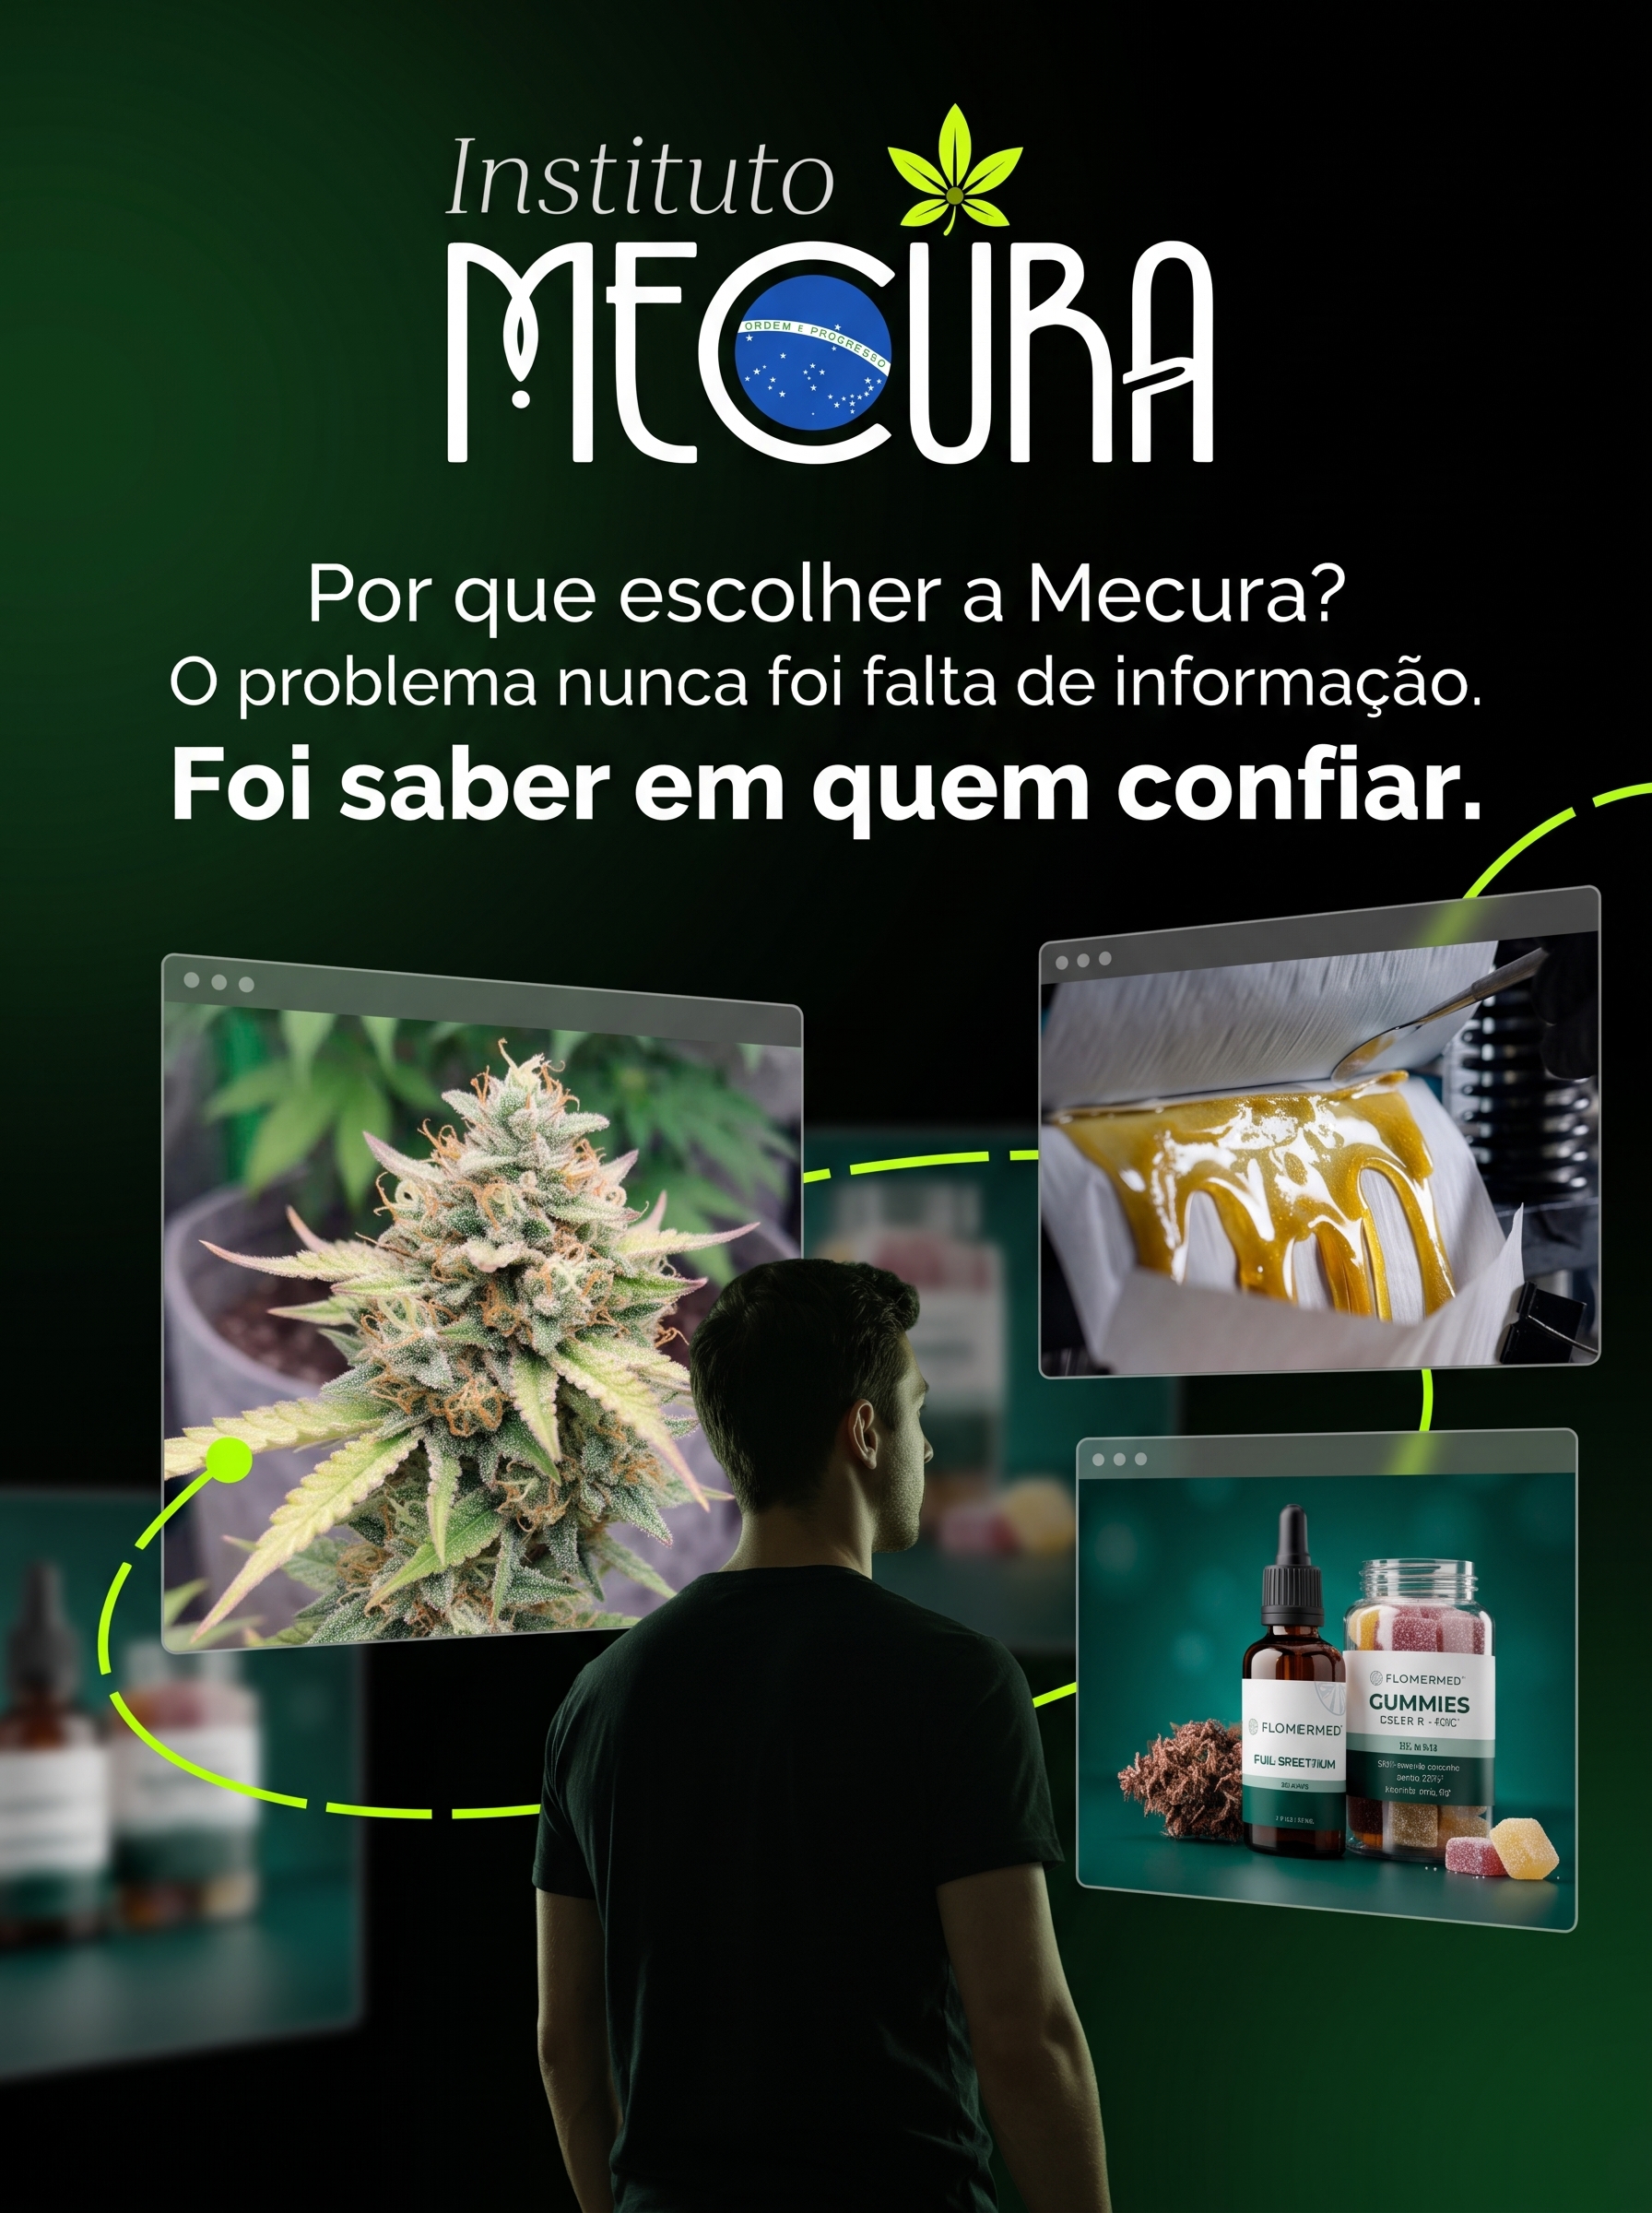 Instituto
MECURA
ORDEM E PROGRESSO
Por que escolher a Mecura?
O problema nunca foi falta de informação.
Foi saber em quem confiar.
FLOMERMED
GUMMIES
FLOMERMED